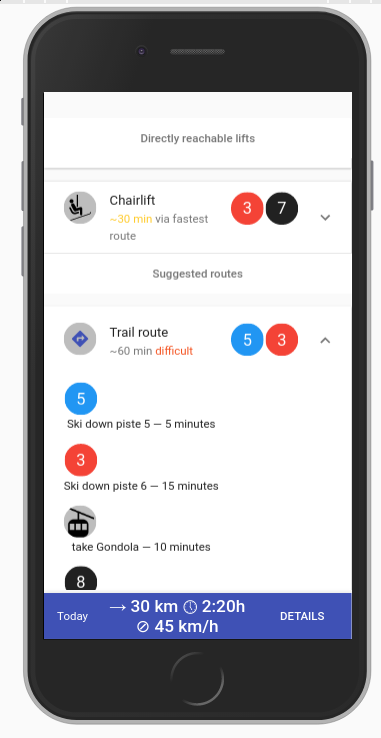 Directly reachable lifts
Chairlift
~30 min via fastest
route
3 7
Suggested routes
Trail route
~60 min difficult
5 3
5
Ski down piste 5 — 5 minutes
3
Ski down piste 6 — 15 minutes
take Gondola — 10 minutes
8
Today
→ 30 km 2:20h
⌀ 45 km/h
DETAILS